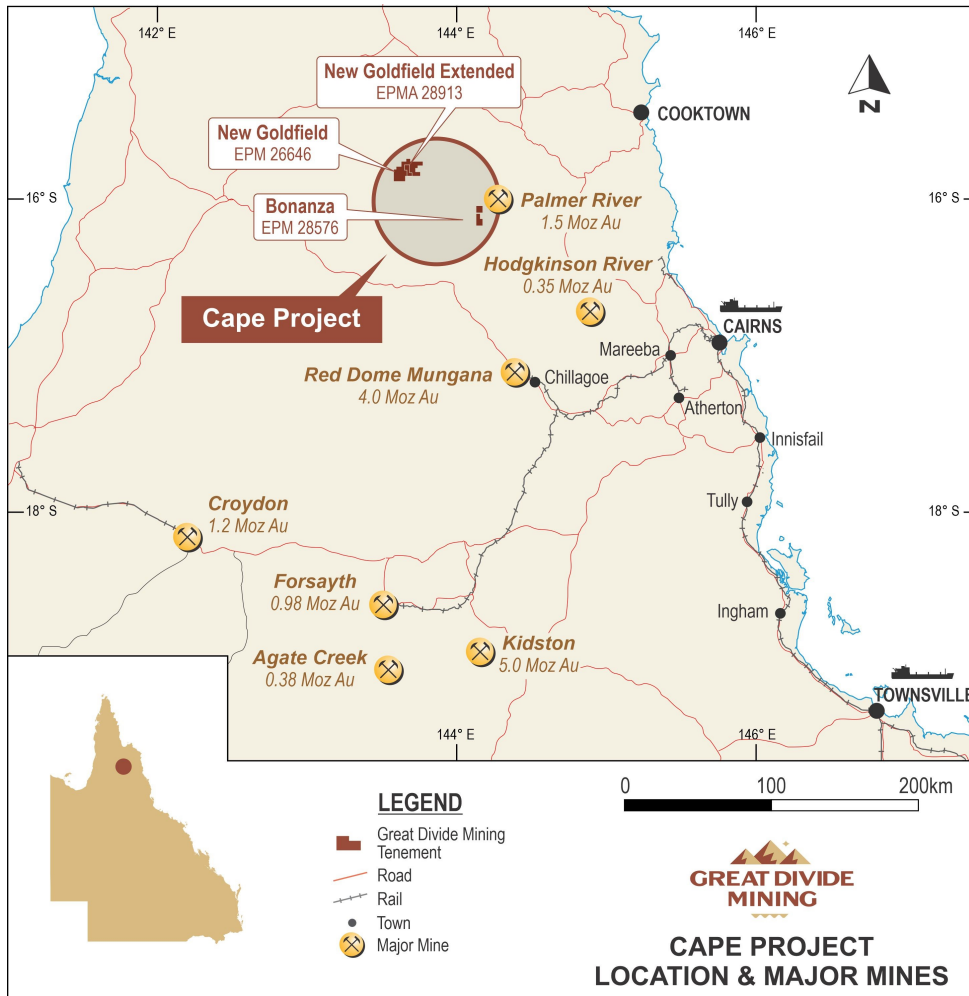 142° E
144° E
146° E
New Goldfield Extended
EPMA 28913
COOKTOWN
N
New Goldfield
EPM 26646
16° S
Bonanza
EPM 28576
Palmer River
1.5 Moz Au
16° S
Hodgkinson River
0.35 Moz Au
Cape Project
CAIRNS
Mareeba
Red Dome Mungana
4.0 Moz Au
Chillagoe
Atherton
Innisfail
Tully
18° S
Croydon
1.2 Moz Au
18° S
Forsayth
0.98 Moz Au
Ingham
Agate Creek
0.38 Moz Au
Kidston
5.0 Moz Au
TOWNSVILLE
144° E
146° E
0 100 200km
LEGEND
Great Divide Mining
Tenement
Road
Rail
Town
Major Mine
GREAT DIVIDE
MINING
CAPE PROJECT
LOCATION & MAJOR MINES